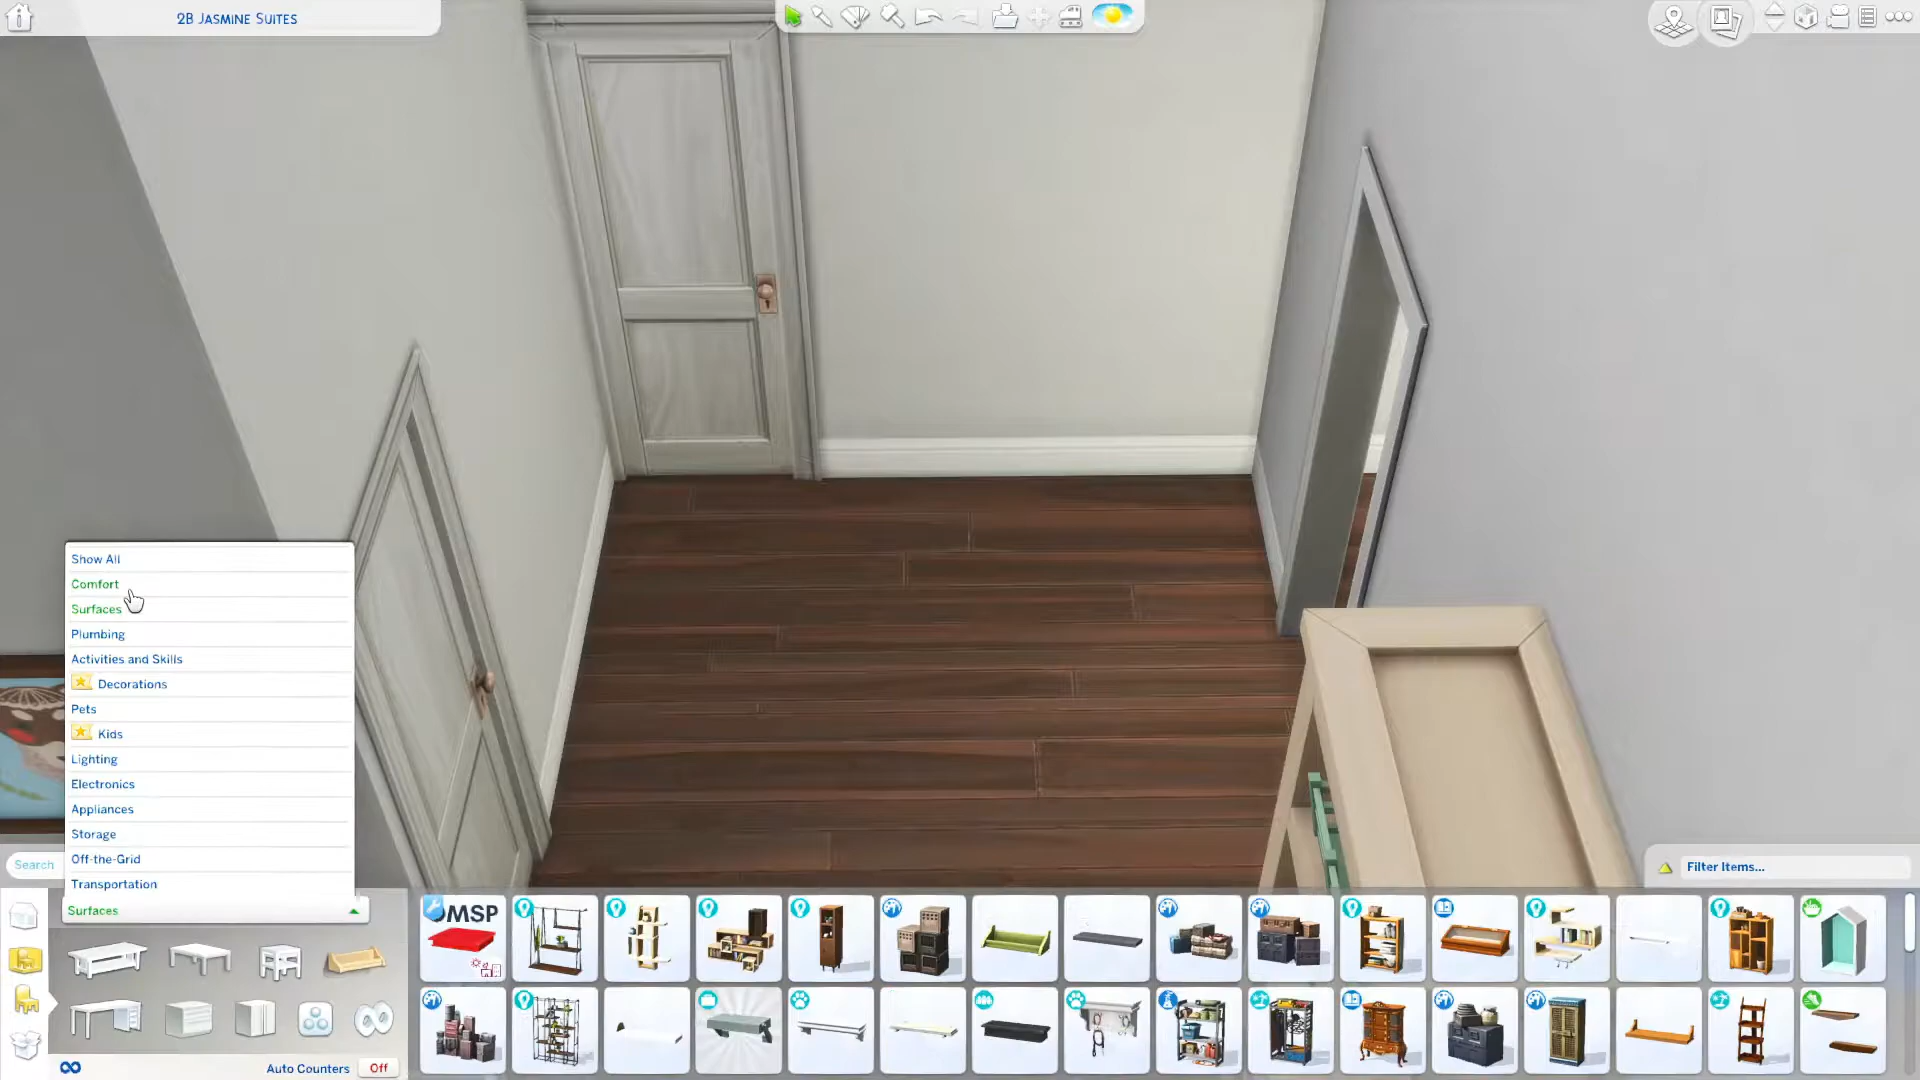 2B Jasmine Suites
Show All
Comfort
Surfaces
Plumbing
Activities and Skills
Decorations
Pets
Kids
Lighting
Electronics
Appliances
Storage
Off-the-Grid
Transportation
Search
Surfaces
Filter Items...
OMSP
Auto Counters Off